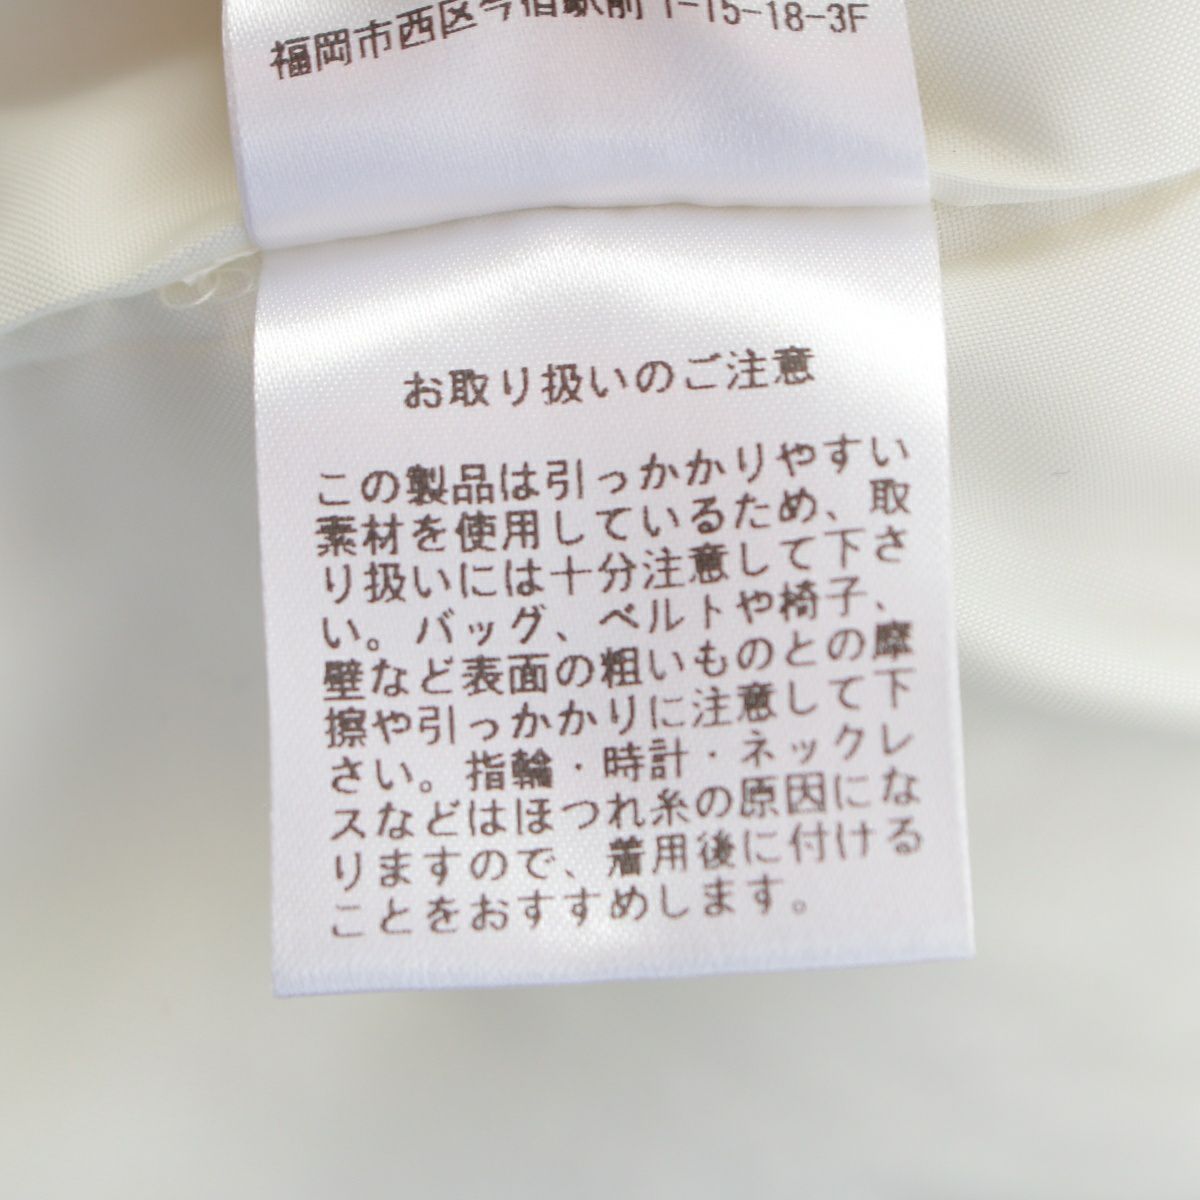 福岡市西区今宿駅前1-15-18-3F
お取り扱いのご注意
この製品は引っかかりやすい
素材を使用しているため、取
り扱いには十分注意して下さ
い。バッグ、ベルトや椅子、
壁など表面の粗いものとの摩
擦や引っかかりに注意して下
さい。指輪・時計・ネックレ
スなどはほつれ糸の原因にな
りますので、着用後に付ける
ことをおすすめします。